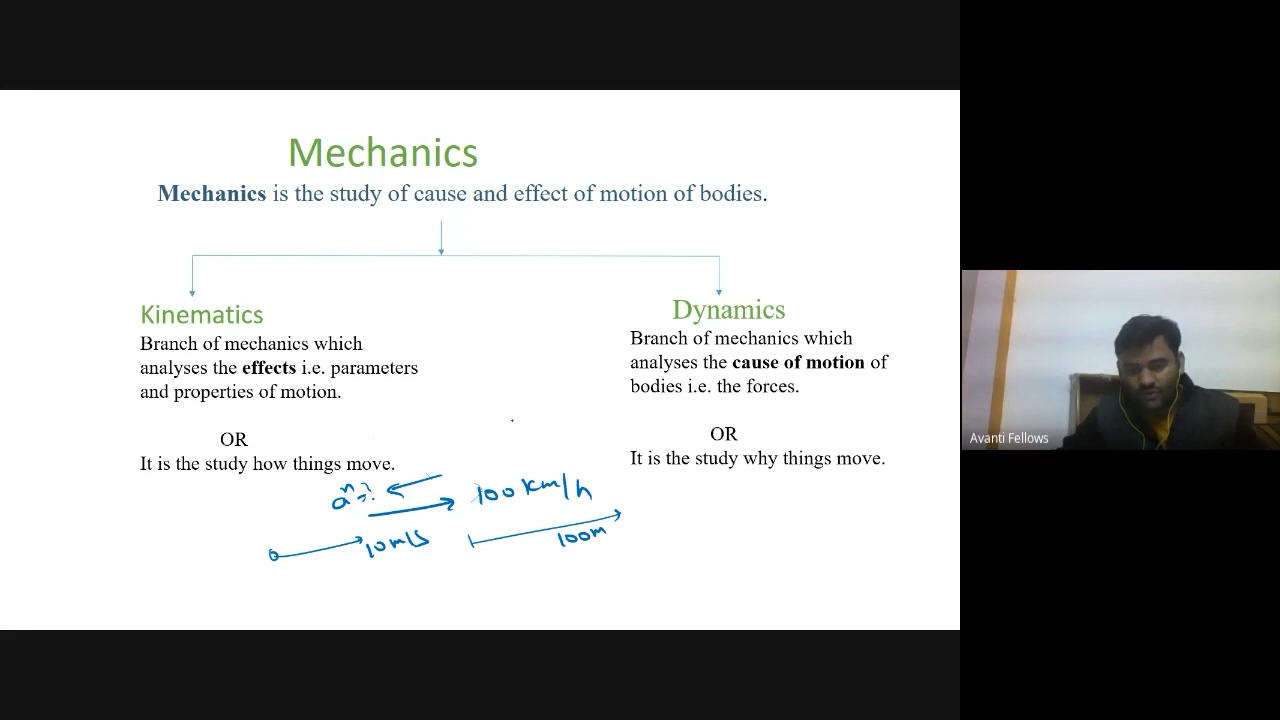 Mechanics
Mechanics is the study of cause and effect of motion of bodies.
Kinematics
Branch of mechanics which
analyses the effects i.e. parameters
and properties of motion.
OR
It is the study how things move.
Dynamics
Branch of mechanics which
analyses the cause of motion of
bodies i.e. the forces.
OR
It is the study why things move.
100 km/h
10 m/s
100m
Avanti Fellows